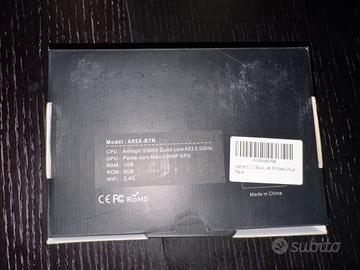 Model: A95X-B7N
CPU : Amlogic S905X Quad core A53 2.0GHz
GPU : Penta-core Mali-450MP GPU
RAM : 1GB
ROM : 8GB
WiFi : 2.4G
CE FC RoHS
Made in China
subito